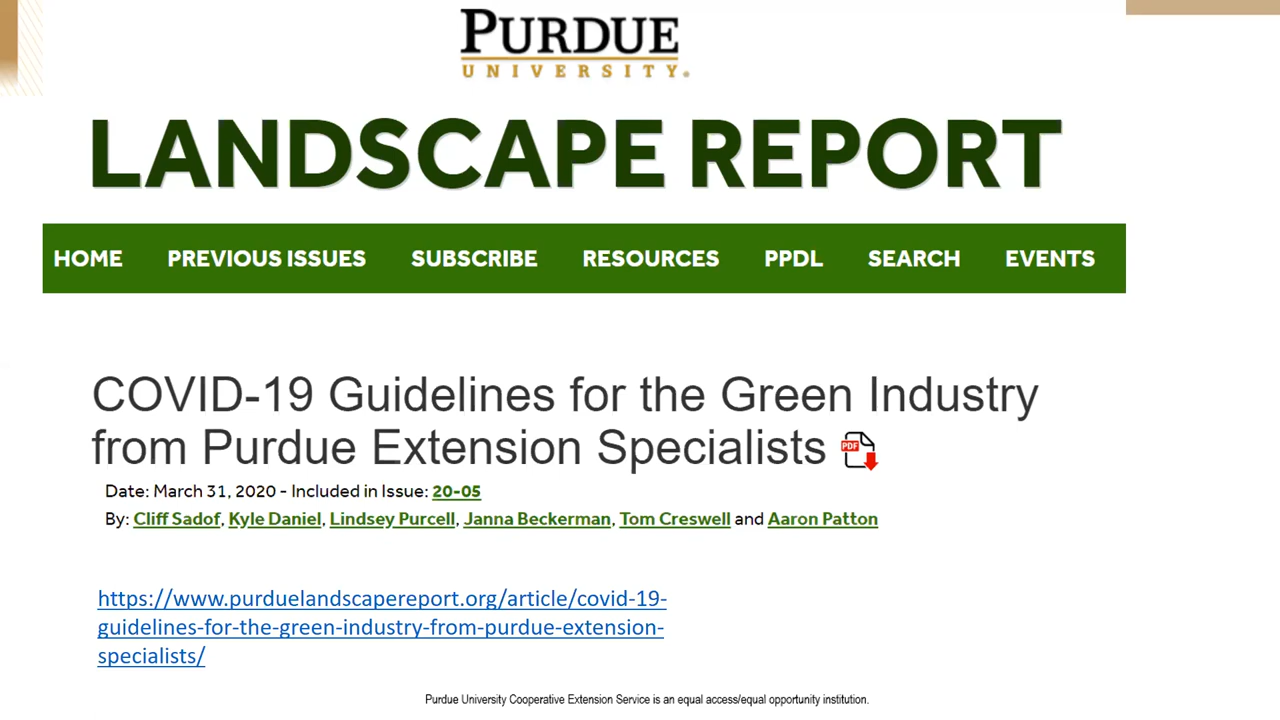 PURDUE
UNIVERSITY®
LANDSCAPE REPORT
HOME PREVIOUS ISSUES SUBSCRIBE RESOURCES PPDL SEARCH EVENTS
COVID-19 Guidelines for the Green Industry
from Purdue Extension Specialists PDF
Date: March 31, 2020 - Included in Issue: 20-05
By: Cliff Sadof, Kyle Daniel, Lindsey Purcell, Janna Beckerman, Tom Creswell and Aaron Patton
https://www.purduelandscapereport.org/article/covid-19-
guidelines-for-the-green-industry-from-purdue-extension-
specialists/
Purdue University Cooperative Extension Service is an equal access/equal opportunity institution.